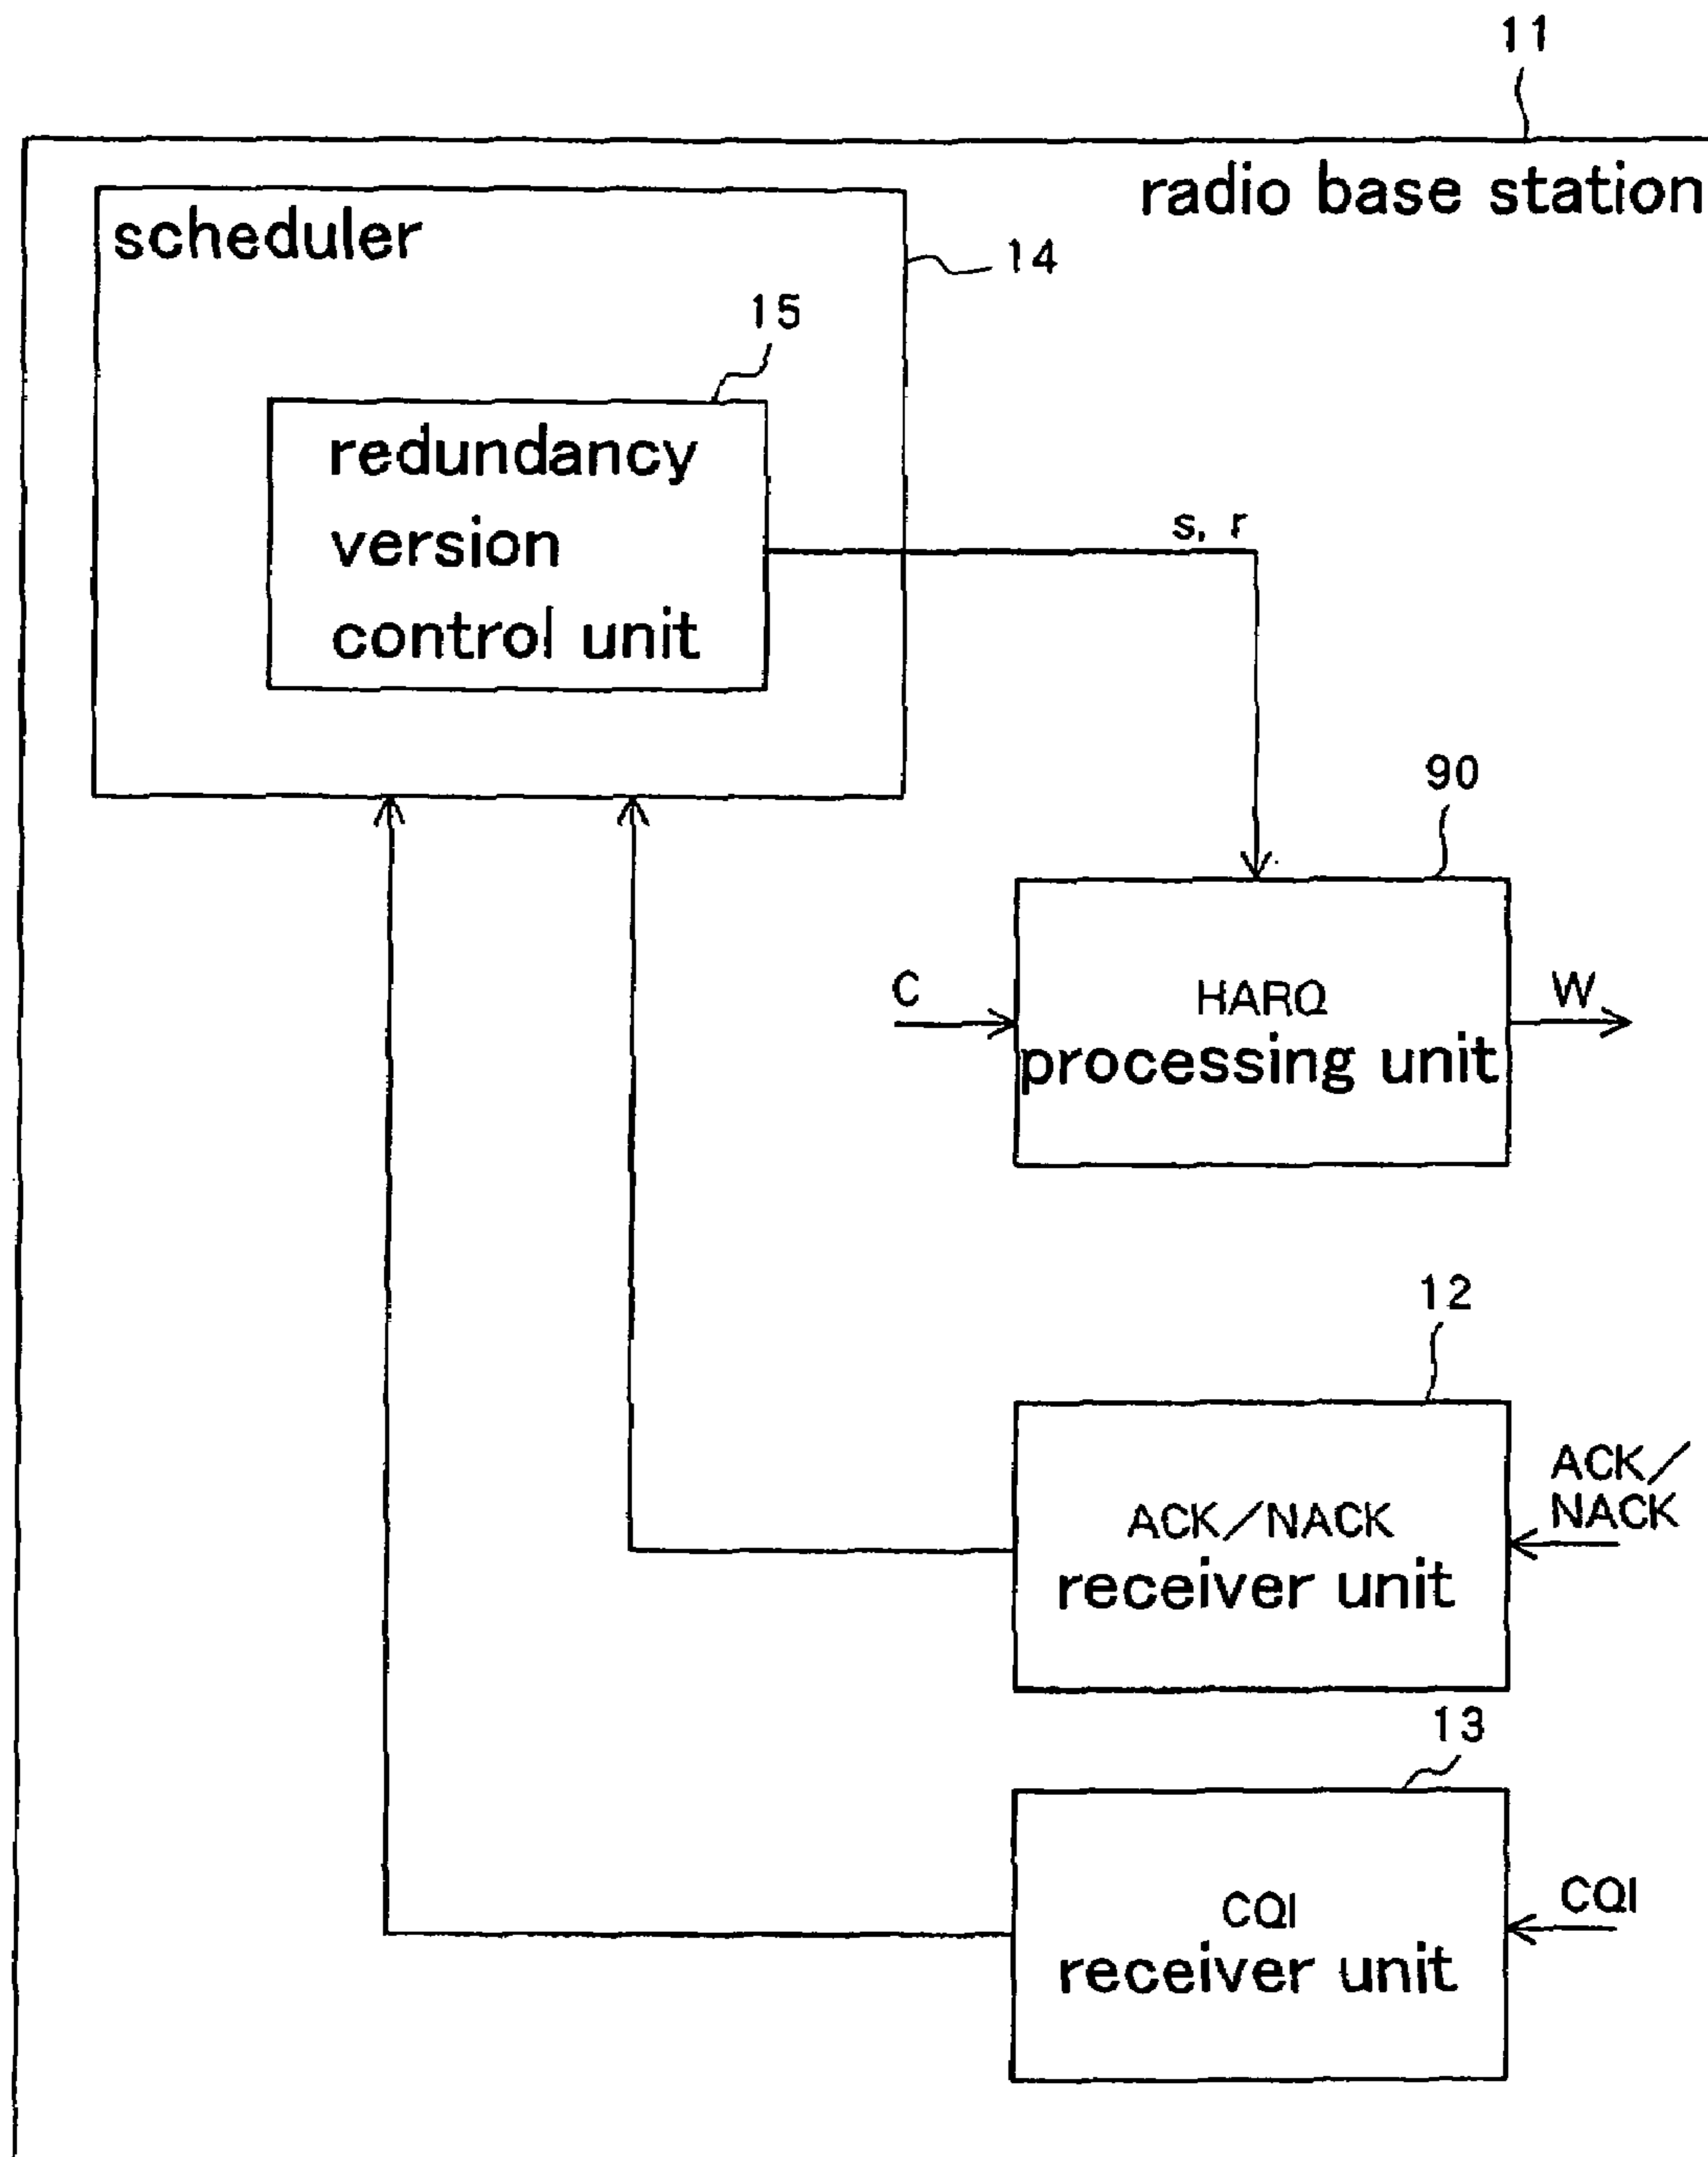 11
radio base station
scheduler
14
15
redundancy
version
control unit
s, r
90
C
HARQ
processing unit
W
12
ACK/NACK
receiver unit
ACK/
NACK
13
CQI
receiver unit
CQI